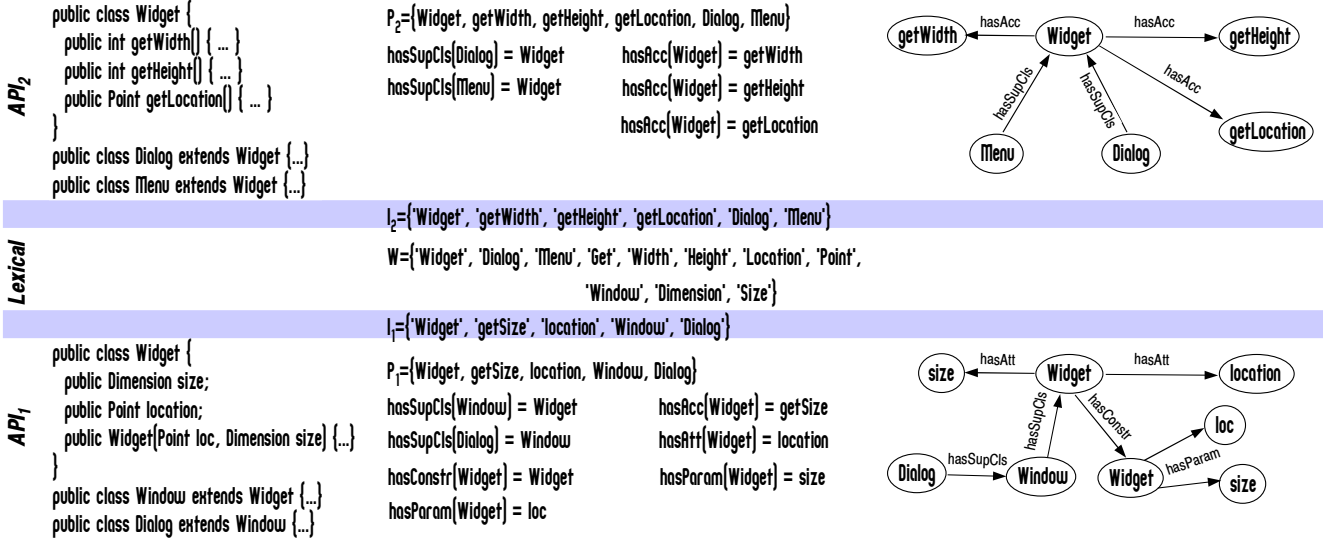 API2
public class Widget {
public int getWidth() { ... }
public int getHeight() { ... }
public Point getLocation() { ... }
}
public class Dialog extends Widget {...}
public class Menu extends Widget {...}
P2={Widget, getWidth, getHeight, getLocation, Dialog, Menu}
hasSupCls(Dialog) = Widget hasAcc(Widget) = getWidth
hasSupCls(Menu) = Widget hasAcc(Widget) = getHeight
hasAcc(Widget) = getLocation
getWidth hasAcc Widget hasAcc getHeight
hasSupCls hasSupCls hasAcc
Menu Dialog getLocation
I2={'Widget', 'getWidth', 'getHeight', 'getLocation', 'Dialog', 'Menu'}
Lexical
W={'Widget', 'Dialog', 'Menu', 'Get', 'Width', 'Height', 'Location', 'Point',
'Window', 'Dimension', 'Size'}
I1={'Widget', 'getSize', 'location', 'Window', 'Dialog'}
API1
public class Widget {
public Dimension size;
public Point location;
public Widget(Point loc, Dimension size) {...}
}
public class Window extends Widget {...}
public class Dialog extends Window {...}
P1={Widget, getSize, location, Window, Dialog}
hasSupCls(Window) = Widget hasAcc(Widget) = getSize
hasSupCls(Dialog) = Window hasAtt(Widget) = location
hasConstr(Widget) = Widget hasParam(Widget) = size
hasParam(Widget) = loc
size hasAtt Widget hasAtt location
hasSupCls hasConstr loc
Dialog hasSupCls Window Widget hasParam size